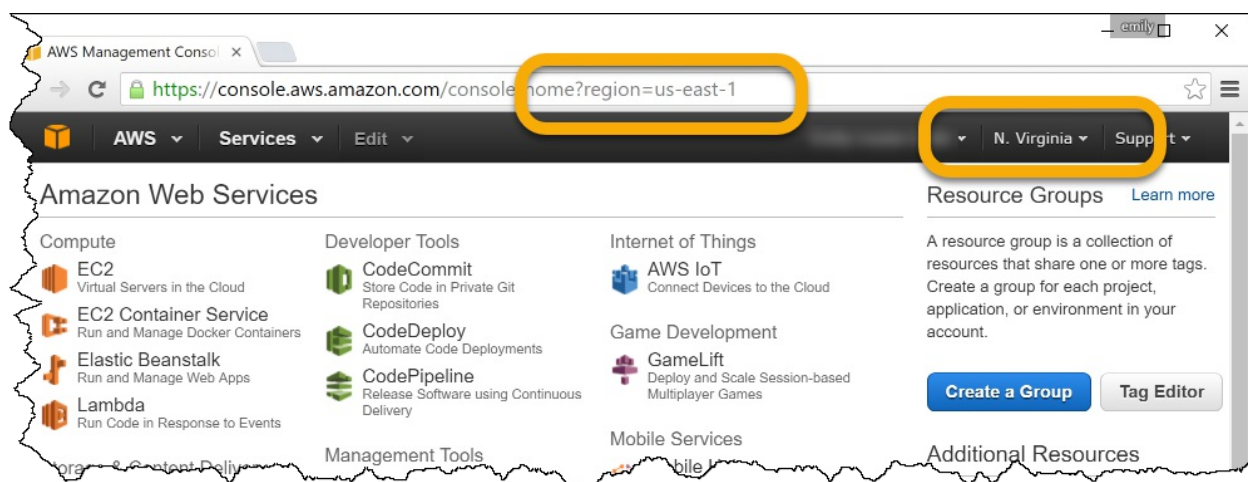 emily
AWS Management Consol
https://console.aws.amazon.com/console/home?region=us-east-1
AWS Services Edit N. Virginia Support
Amazon Web Services
Compute
EC2
Virtual Servers in the Cloud
EC2 Container Service
Run and Manage Docker Containers
Elastic Beanstalk
Run and Manage Web Apps
Lambda
Run Code in Response to Events
Storage & Content Delivery
Developer Tools
CodeCommit
Store Code in Private Git
Repositories
CodeDeploy
Automate Code Deployments
CodePipeline
Release Software using Continuous
Delivery
Management Tools
Internet of Things
AWS IoT
Connect Devices to the Cloud
Game Development
GameLift
Deploy and Scale Session-based
Multiplayer Games
Mobile Services
Resource Groups Learn more
A resource group is a collection of
resources that share one or more tags.
Create a group for each project,
application, or environment in your
account.
Create a Group Tag Editor
Additional Resources